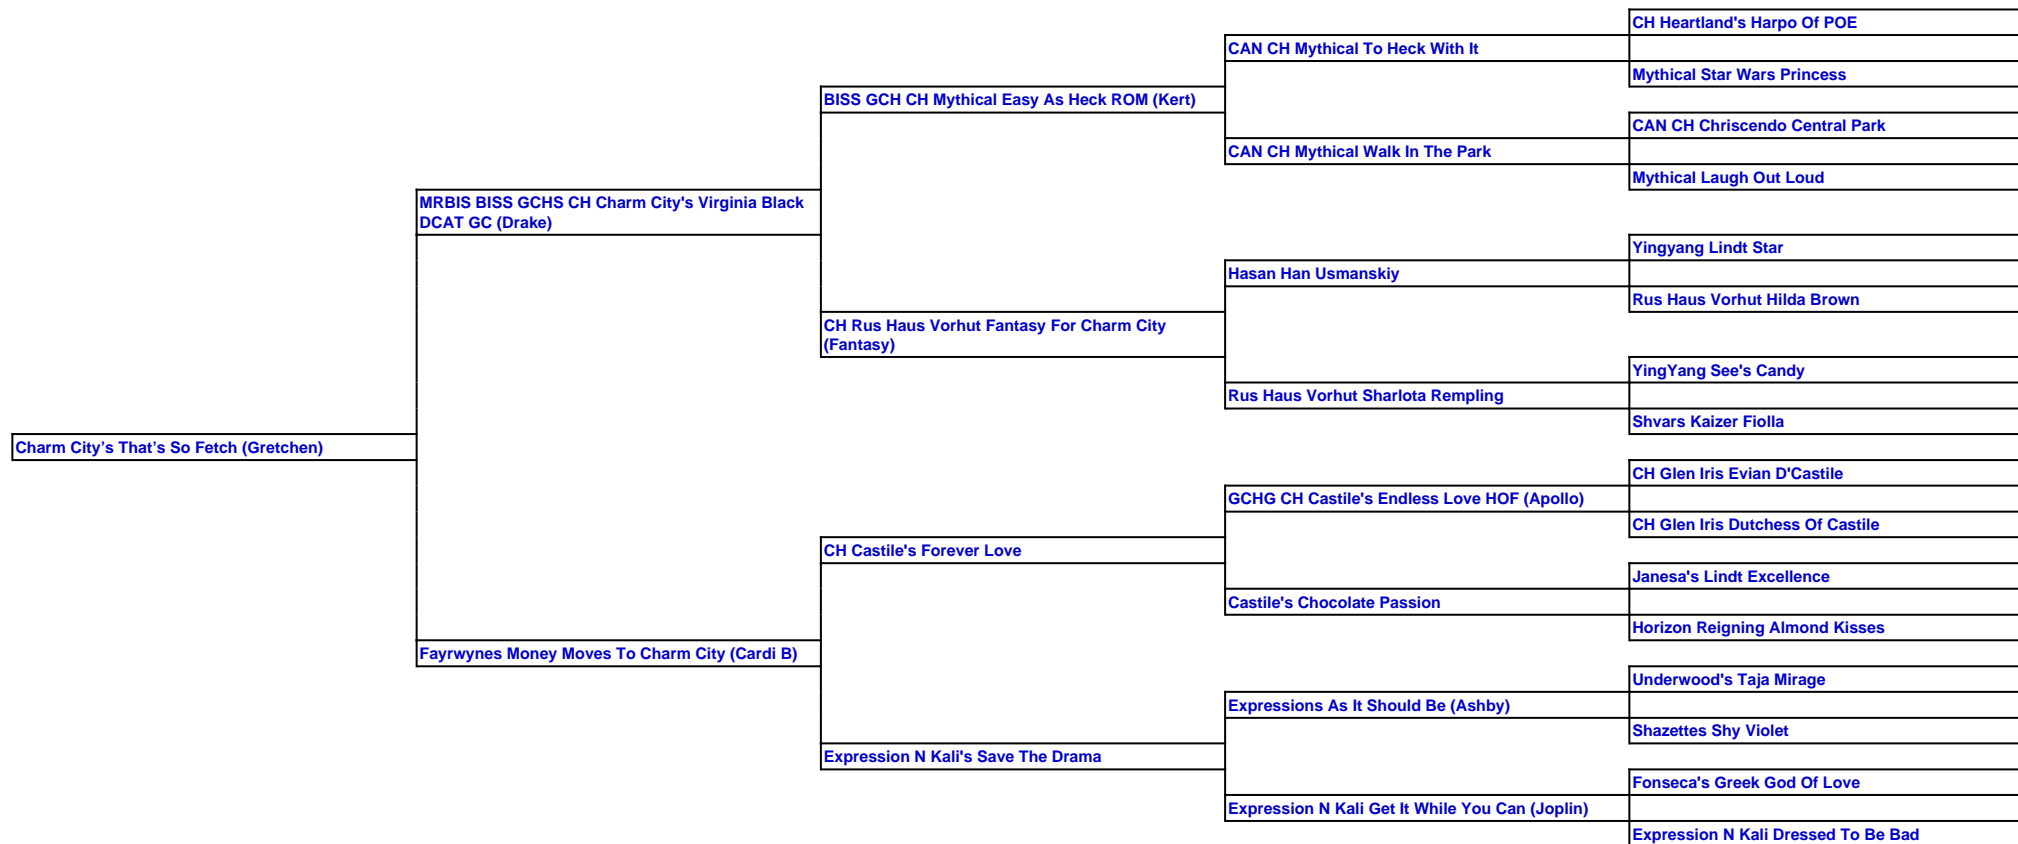 CH Heartland's Harpo Of POE
CAN CH Mythical To Heck With It
Mythical Star Wars Princess
BISS GCH CH Mythical Easy As Heck ROM (Kert)
CAN CH Chriscendo Central Park
CAN CH Mythical Walk In The Park
Mythical Laugh Out Loud
MRBIS BISS GCHS CH Charm City's Virginia Black
DCAT GC (Drake)
Yingyang Lindt Star
Hasan Han Usmanskiy
Rus Haus Vorhut Hilda Brown
CH Rus Haus Vorhut Fantasy For Charm City
(Fantasy)
YingYang See's Candy
Rus Haus Vorhut Sharlota Rempling
Shvars Kaizer Fiolla
Charm City’s That’s So Fetch (Gretchen)
CH Glen Iris Evian D'Castile
GCHG CH Castile's Endless Love HOF (Apollo)
CH Glen Iris Dutchess Of Castile
CH Castile's Forever Love
Janesa's Lindt Excellence
Castile's Chocolate Passion
Horizon Reigning Almond Kisses
Fayrwynes Money Moves To Charm City (Cardi B)
Underwood's Taja Mirage
Expressions As It Should Be (Ashby)
Shazettes Shy Violet
Expression N Kali's Save The Drama
Fonseca's Greek God Of Love
Expression N Kali Get It While You Can (Joplin)
Expression N Kali Dressed To Be Bad